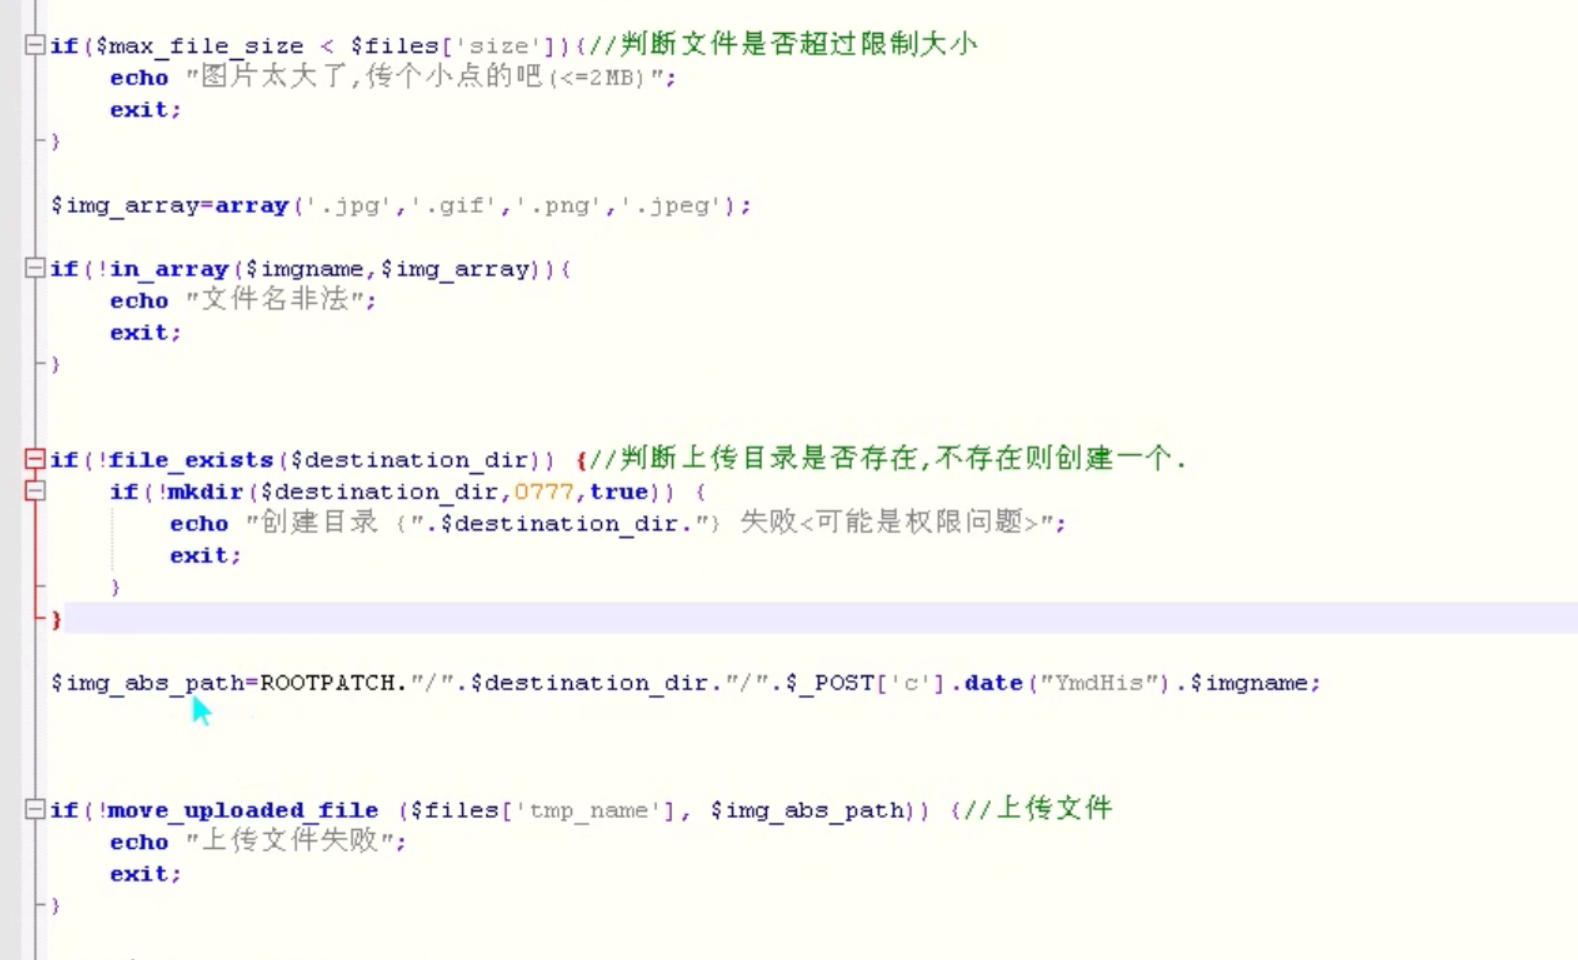 if($max_file_size < $files['size']){//判断文件是否超过限制大小
echo "图片太大了,传个小点的吧(<=2MB)";
exit;
}
$img_array=array('.jpg','.gif','.png','.jpeg');
if(!in_array($imgname,$img_array)){
echo "文件名非法";
exit;
}
if(!file_exists($destination_dir)) {//判断上传目录是否存在,不存在则创建一个.
if(!mkdir($destination_dir,0777,true)) {
echo "创建目录 {".$destination_dir."} 失败<可能是权限问题>";
exit;
}
}
$img_abs_path=ROOTPATCH."/".$destination_dir."/".$_POST['c'].date("YmdHis").$imgname;
if(!move_uploaded_file ($files['tmp_name'], $img_abs_path)) {//上传文件
echo "上传文件失败";
exit;
}